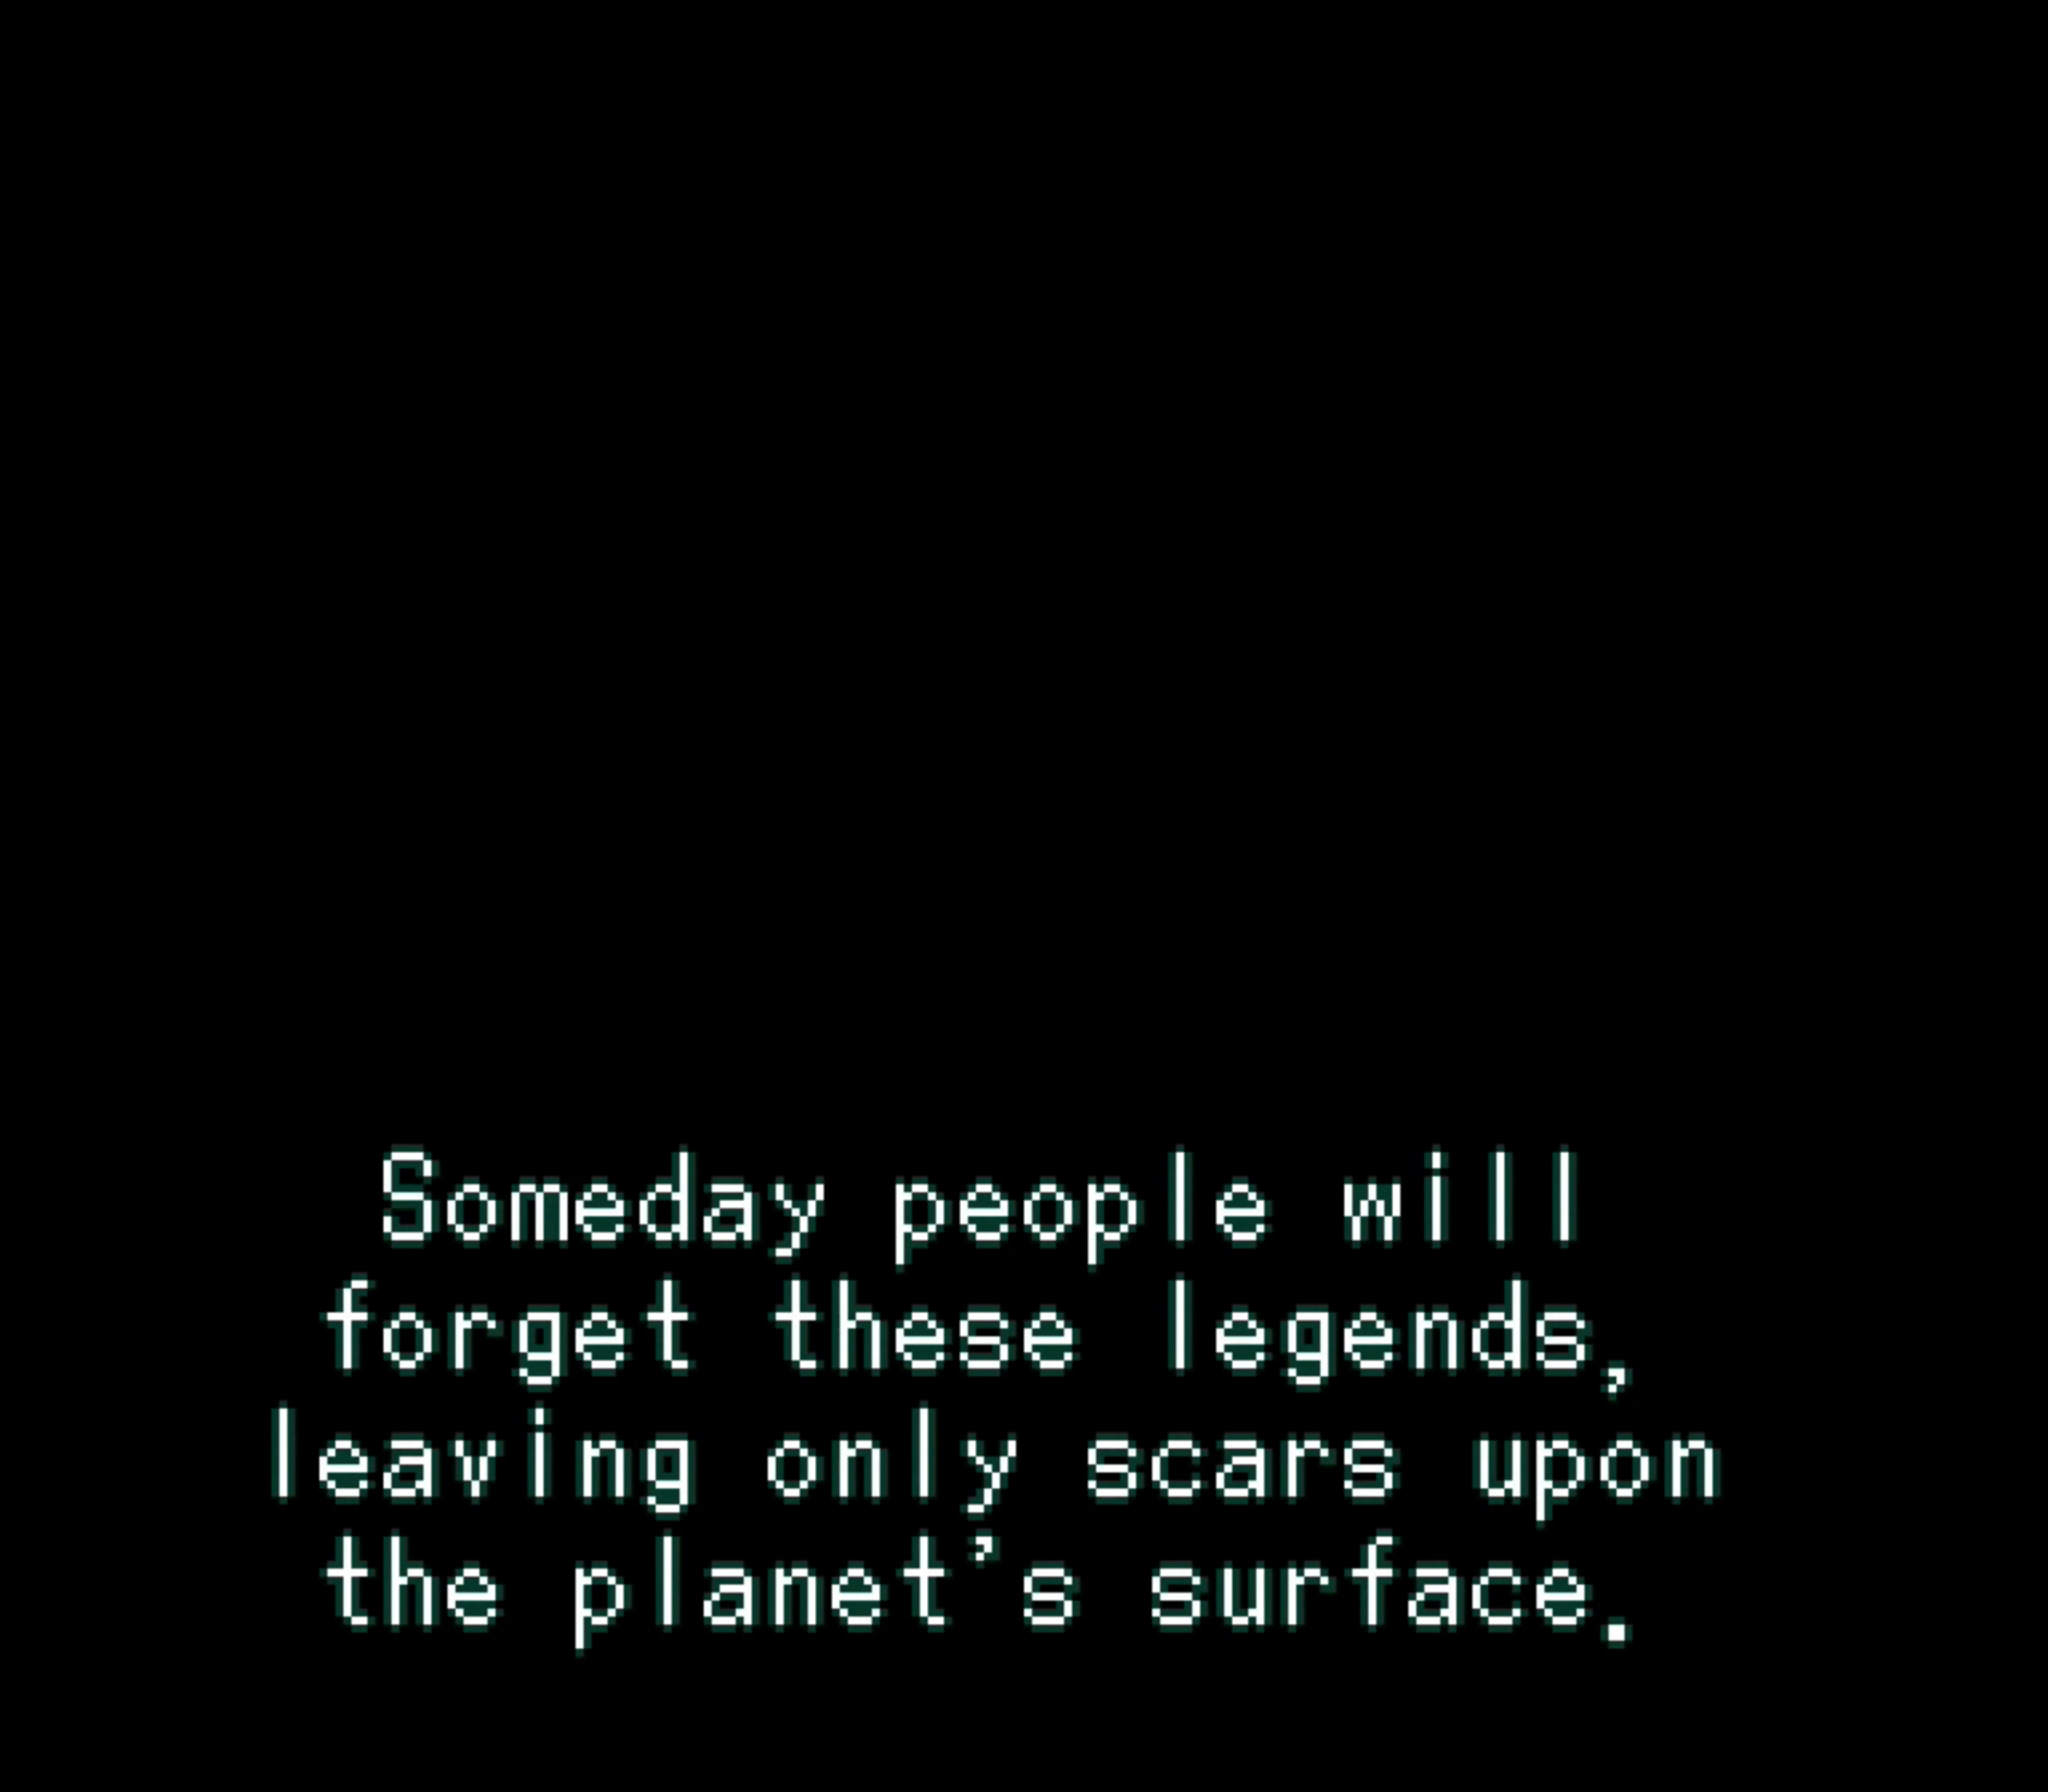 Someday people will
forget these legends,
leaving only scars upon
the planet's surface.